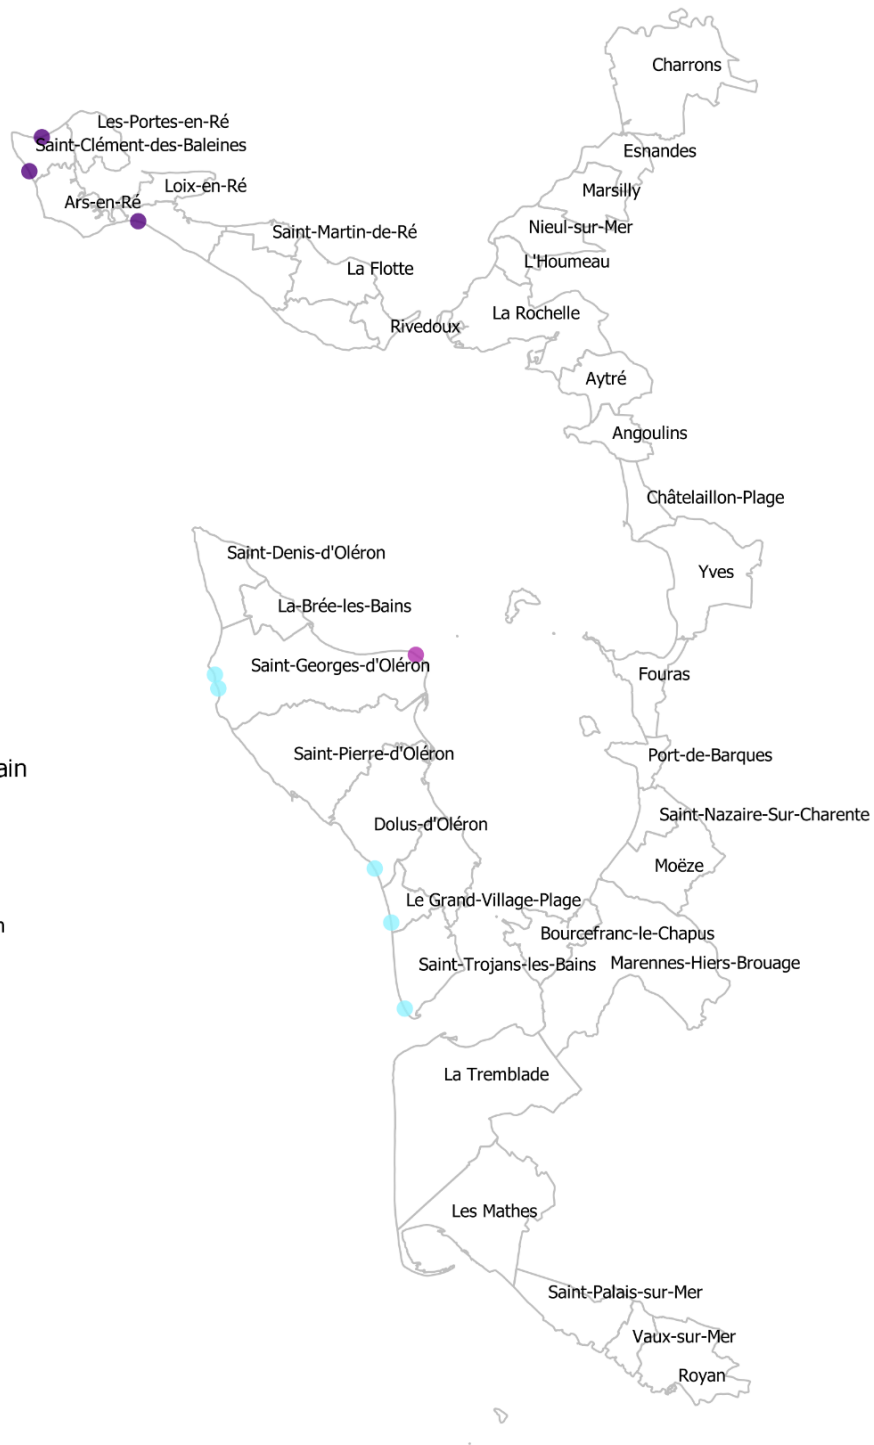 Charrons
Les-Portes-en-Ré
Saint-Clément-des-Baleines
Esnandes
Loix-en-Ré
Marsilly
Ars-en-Ré
Nieul-sur-Mer
Saint-Martin-de-Ré
L'Houmeau
La Flotte
La Rochelle
Rivedoux
Aytré
Angoulins
Châtelaillon-Plage
Saint-Denis-d'Oléron
Yves
La-Brée-les-Bains
Saint-Georges-d'Oléron
Fouras
Saint-Pierre-d'Oléron
Port-de-Barques
ain
Saint-Nazaire-Sur-Charente
Dolus-d'Oléron
Moëze
Le Grand-Village-Plage
n
Bourcefranc-le-Chapus
Saint-Trojans-les-Bains
Marennes-Hiers-Brouage
La Tremblade
Les Mathes
Saint-Palais-sur-Mer
Vaux-sur-Mer
Royan